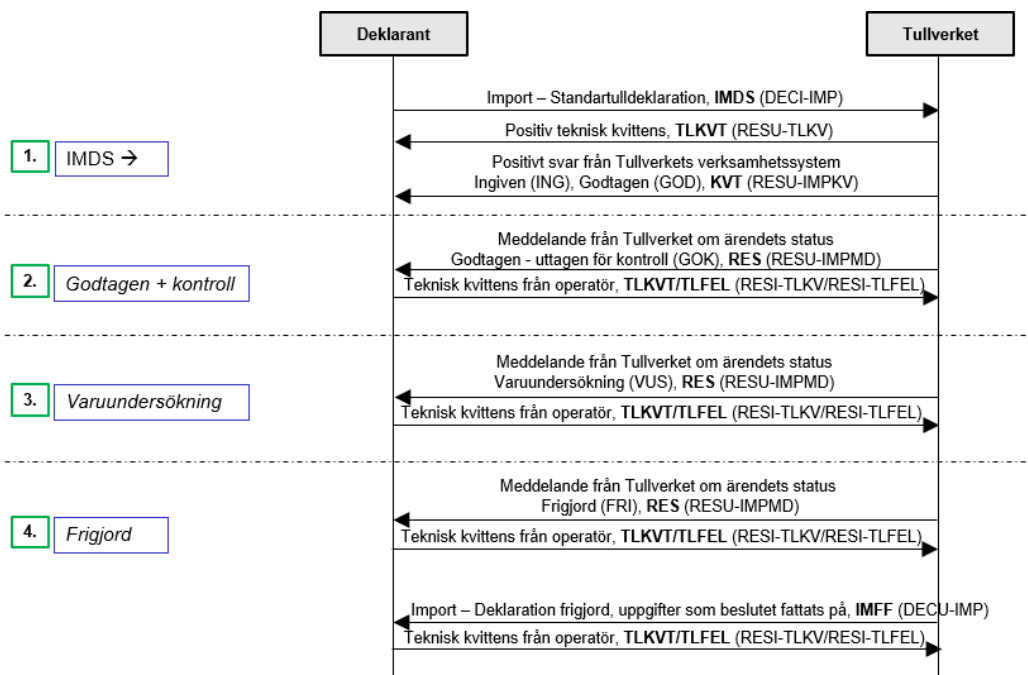 Deklarant
Tullverket
Import – Standartulldeklaration, IMDS (DECI-IMP)
Positiv teknisk kvittens, TLKVT (RESU-TLKV)
1.
IMDS →
Positivt svar från Tullverkets verksamhetssystem
Ingiven (ING), Godtagen (GOD), KVT (RESU-IMPKV)
Meddelande från Tullverket om ärendets status
Godtagen - uttagen för kontroll (GOK), RES (RESU-IMPMD)
2.
Godtagen + kontroll
Teknisk kvittens från operatör, TLKVT/TLFEL (RESI-TLKV/RESI-TLFEL)
Meddelande från Tullverket om ärendets status
Varuundersökning (VUS), RES (RESU-IMPMD)
3.
Varuundersökning
Teknisk kvittens från operatör, TLKVT/TLFEL (RESI-TLKV/RESI-TLFEL)
Meddelande från Tullverket om ärendets status
Frigjord (FRI), RES (RESU-IMPMD)
4.
Frigjord
Teknisk kvittens från operatör, TLKVT/TLFEL (RESI-TLKV/RESI-TLFEL)
Import – Deklaration frigjord, uppgifter som beslutet fattats på, IMFF (DECU-IMP)
Teknisk kvittens från operatör, TLKVT/TLFEL (RESI-TLKV/RESI-TLFEL)